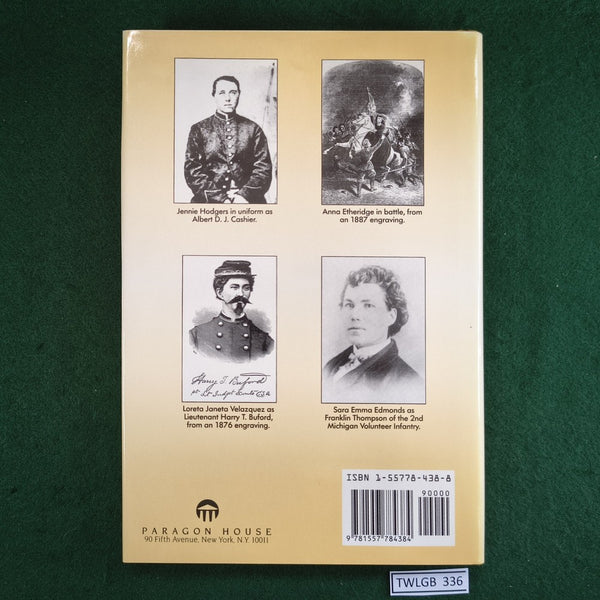 Jennie Hodgers in uniform as
Albert D. J. Cashier.
Anna Etheridge in battle, from
an 1887 engraving.
Harry T. Buford
Loreta Janeta Velazquez as
Lieutenant Harry T. Buford,
from an 1876 engraving.
Sara Emma Edmonds as
Franklin Thompson of the 2nd
Michigan Volunteer Infantry.
ISBN 1-55778-438-8
90000
9 781557 784384
PARAGON HOUSE
90 Fifth Avenue, New York, N.Y. 10011
TWLGB 336